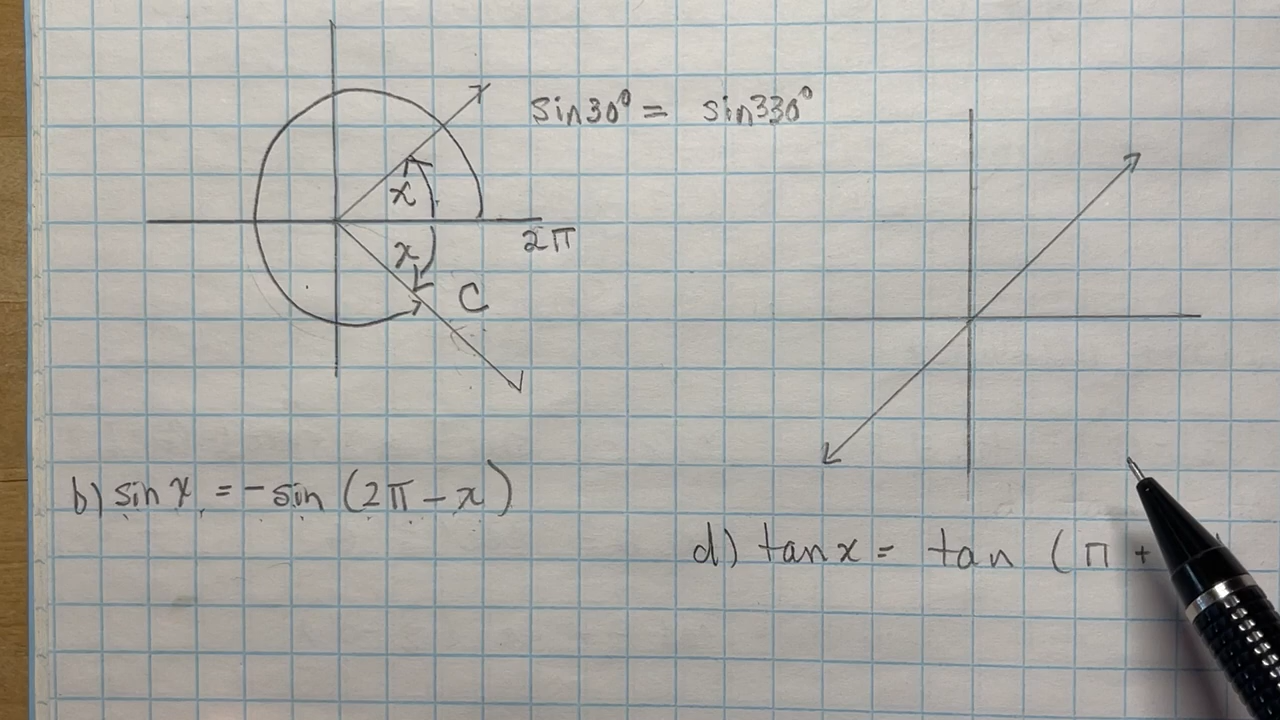 sin30° = sin330°
x
2π
x
C
b) sin x = - sin (2π - x)
d) tan x = tan (π +